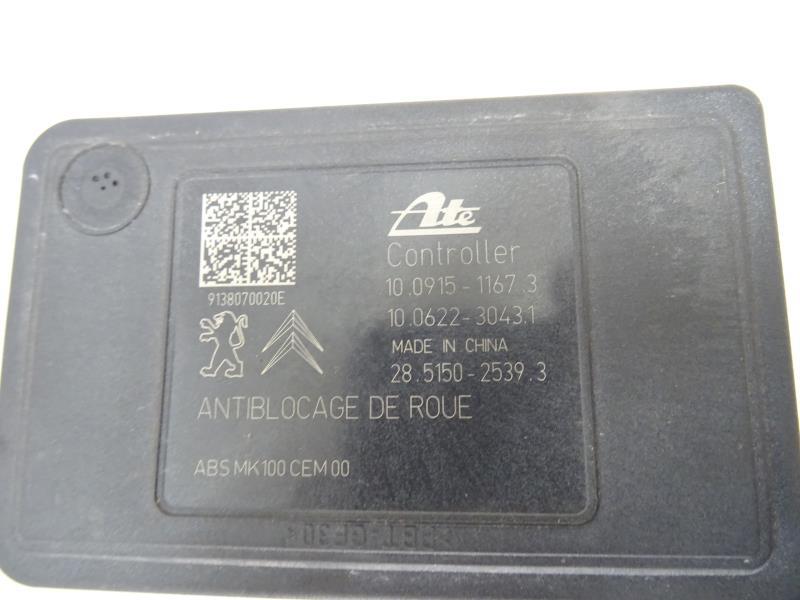 Ate
Controller
10.0915-1167.3
9138070020E
10.0622-3043.1
MADE IN CHINA
28.5150-2539.3
ANTIBLOCAGE DE ROUE
ABS MK100 CEM 00